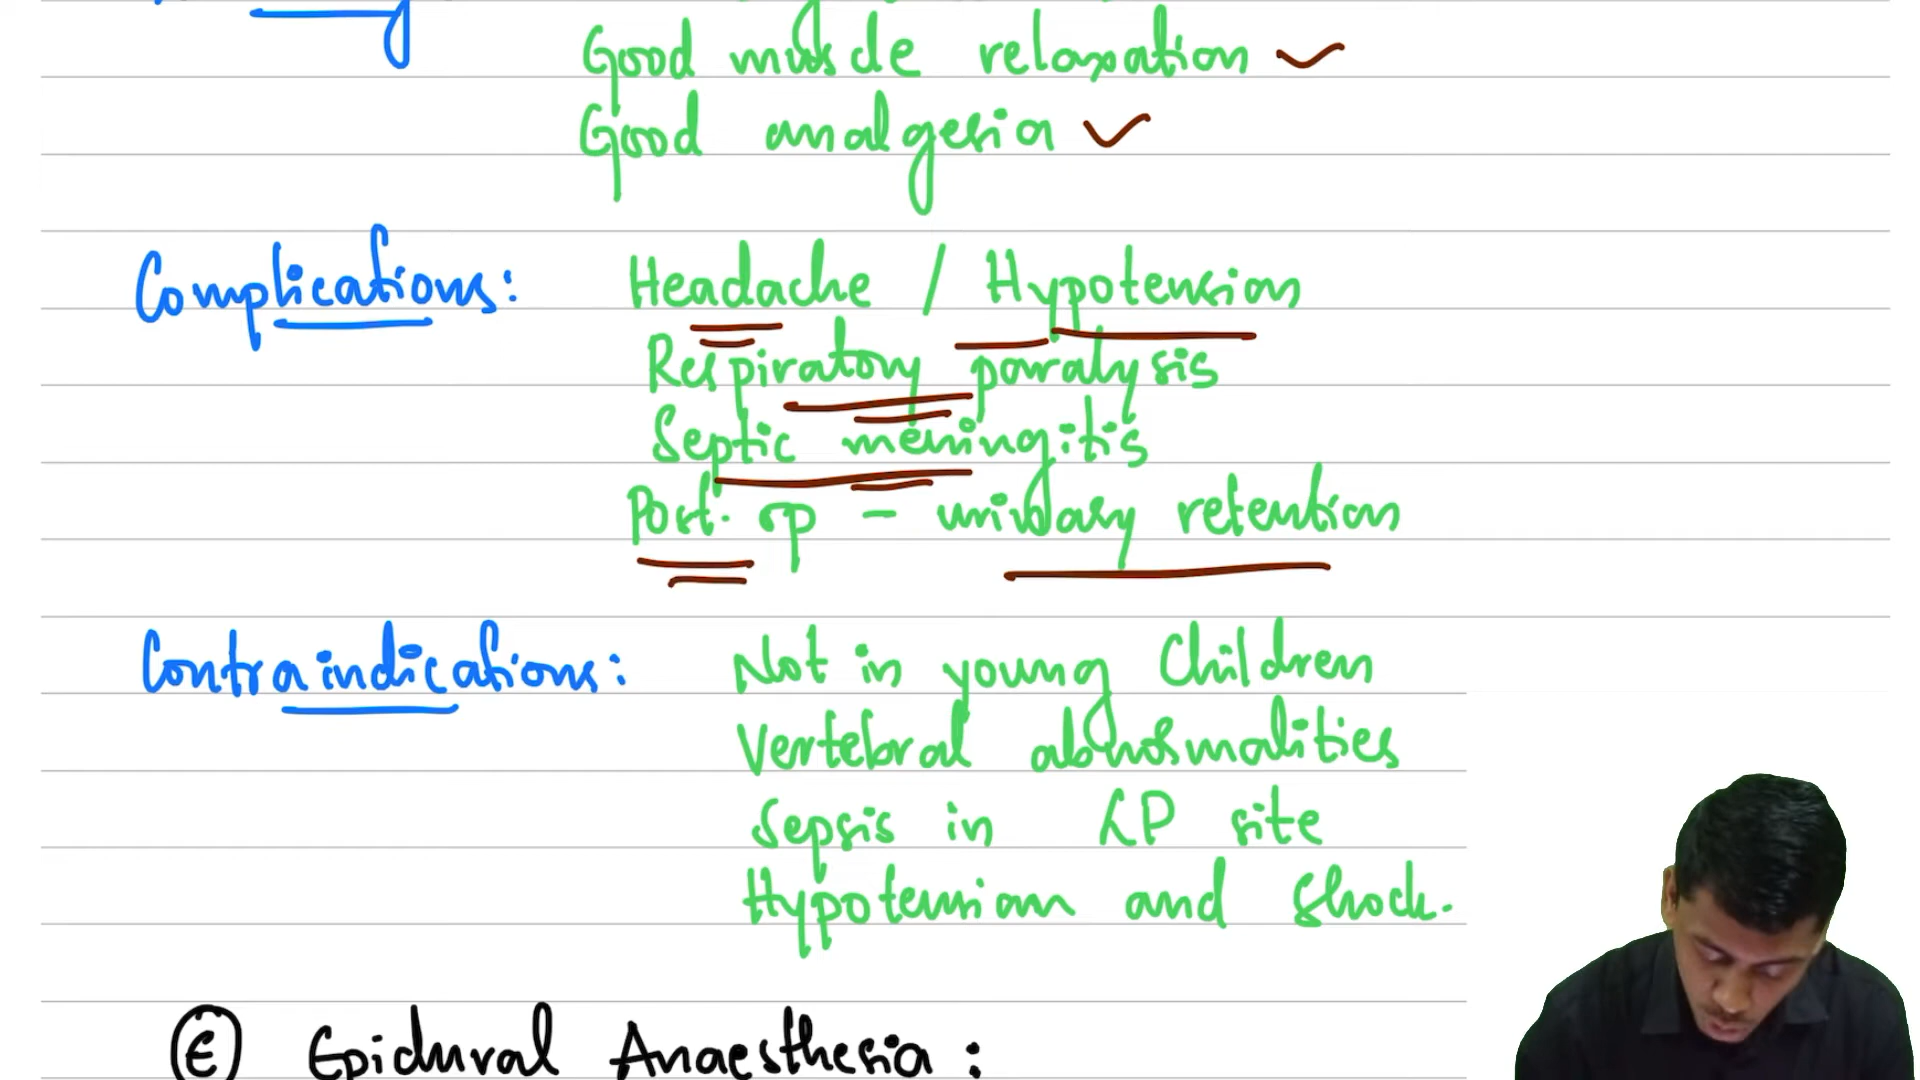 Good muscle relaxation
Good analgesia
Complications: Headache / Hypotension
Respiratory paralysis
Septic meningitis
Post. op - urinary retention
Contraindications: Not in young Children
Vertebral abnormalities
Sepsis in LP site
Hypotension and Shock.
E Epidural Anaesthesia: